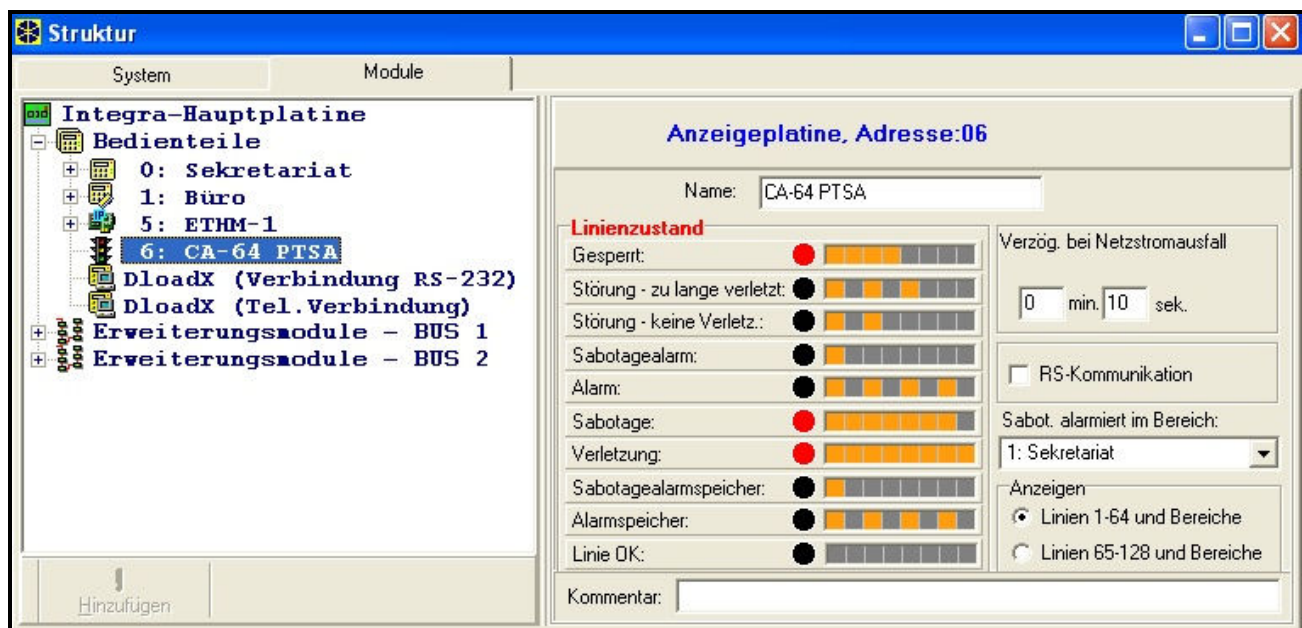 Struktur
System
Module
Integra-Hauptplatine
Bedienteile
0: Sekretariat
1: Büro
5: ETHM-1
6: CA-64 PTSA
DloadX (Verbindung RS-232)
DloadX (Tel.Verbindung)
Erweiterungsmodule - BUS 1
Erweiterungsmodule - BUS 2
Hinzufügen
Anzeigeplatine, Adresse:06
Name: CA-64 PTSA
Linienzustand
Gesperrt:
Störung - zu lange verletzt:
Störung - keine Verletz.:
Sabotagealarm:
Alarm:
Sabotage:
Verletzung:
Sabotagealarmspeicher:
Alarmspeicher:
Linie OK:
Verzög. bei Netzstromausfall
0 min. 10 sek.
RS-Kommunikation
Sabot. alarmiert im Bereich:
1: Sekretariat
Anzeigen
Linien 1-64 und Bereiche
Linien 65-128 und Bereiche
Kommentar: